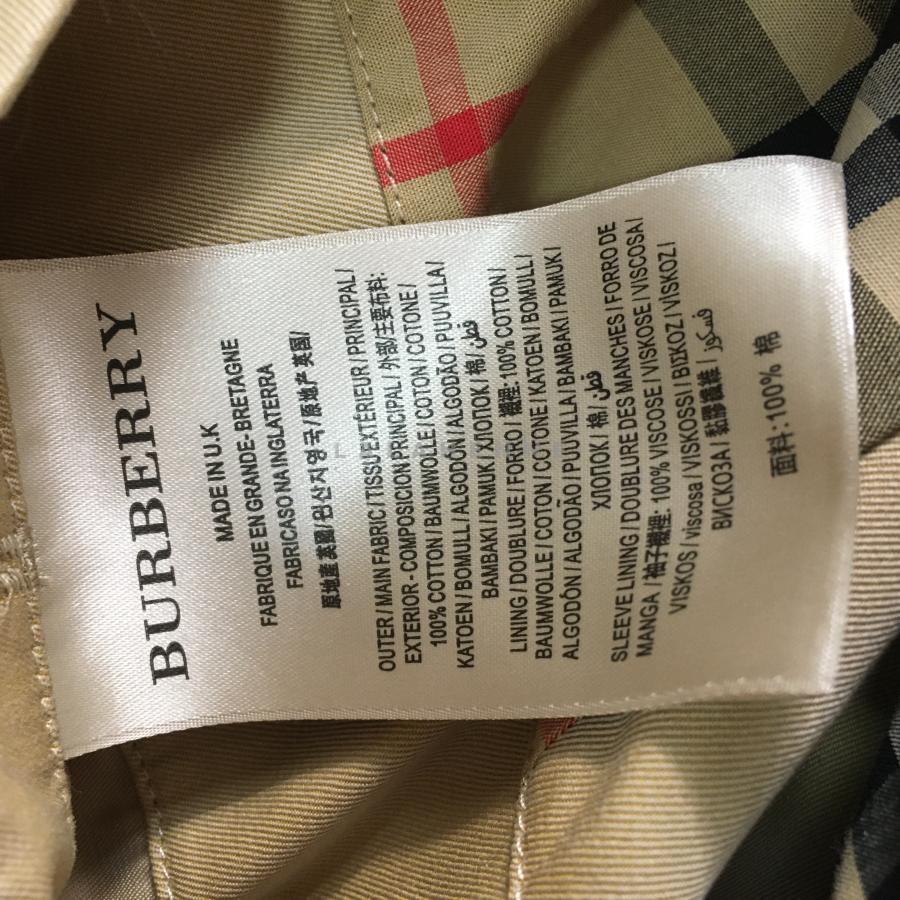 BURBERRY
MADE IN U.K
FABRIQUE EN GRANDE- BRETAGNE
FABRICASO NA INGLATERRA
原地產英國/원산지영국/原地产英国/
OUTER / MAIN FABRIC / TISSU EXTÉRIEUR / PRINCIPAL /
EXTERIOR - COMPOSICION PRINCIPAL / 外部/主要布料:
100% COTTON / BAUMWOLLE / COTON / COTONE /
KATOEN / BOMULL / ALGODÓN / ALGODÃO / PUUVILLA /
BAMBAKI / PAMUK / ХЛОПОК / 棉 / قطن
LINING / DOUBLURE / FORRO / 襯裡: 100% COTTON /
BAUMWOLLE / COTON / COTONE / KATOEN / BOMULL /
ALGODÓN / ALGODÃO / PUUVILLA / BAMBAKI / PAMUK /
ХЛОПОК / 棉 / قطن
SLEEVE LINING / DOUBLURE DES MANCHES / FORRO DE
MANGA / 袖子襯裡: 100% VISCOSE / VISKOSE / VISCOSA /
VISKOS / viscosa / VISKOSSI / ΒΙΣΚΟΖ / VİSKOZ /
ВИСКОЗА / 黏膠纖維 / فسكوز
面料:100% 棉